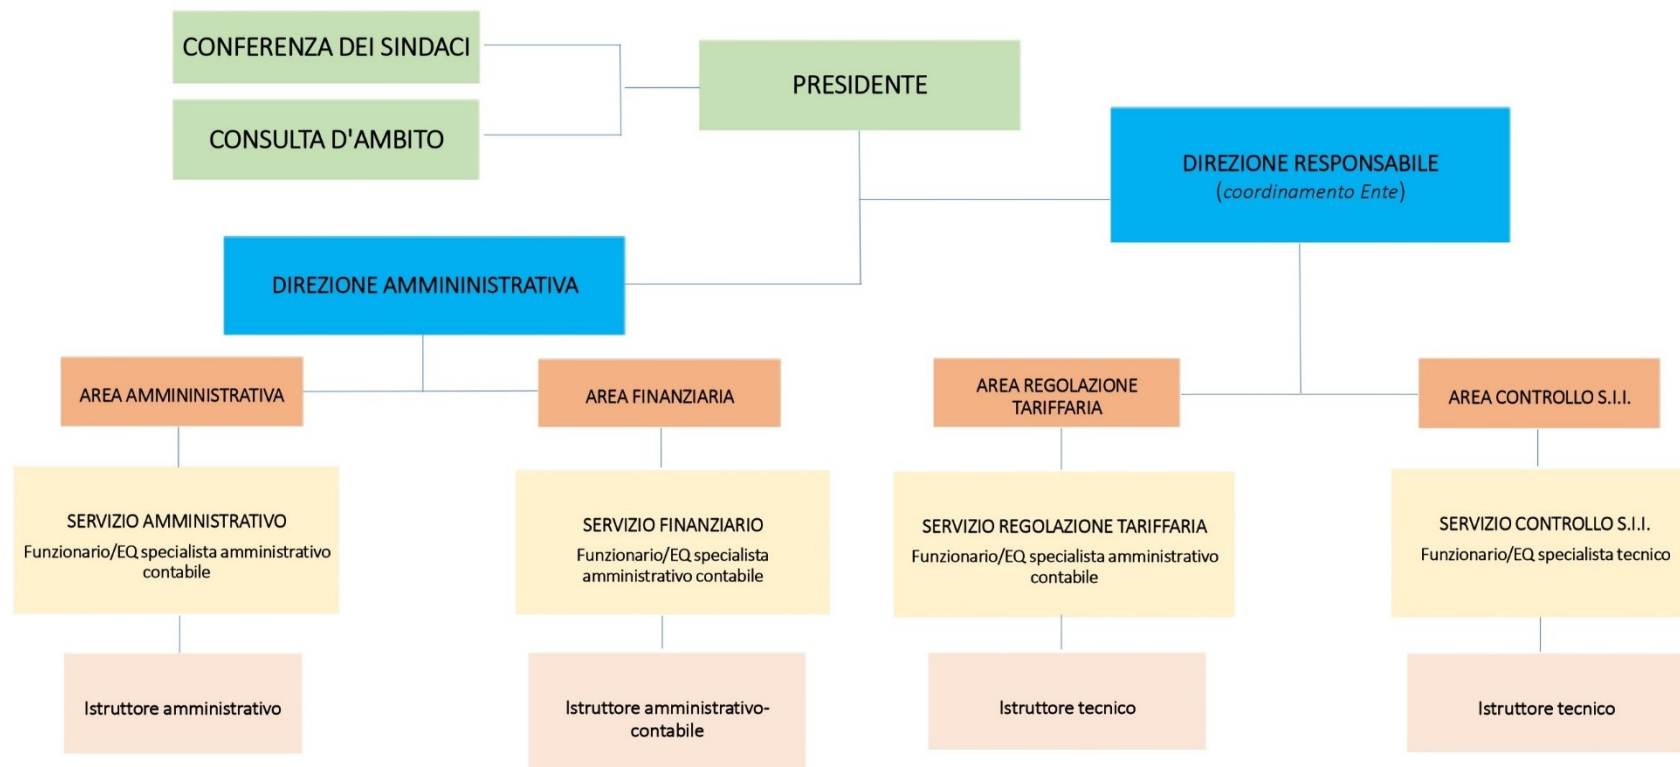 CONFERENZA DEI SINDACI
CONSULTA D'AMBITO
PRESIDENTE
DIREZIONE RESPONSABILE
(coordinamento Ente)
DIREZIONE AMMININISTRATIVA
AREA AMMININISTRATIVA
AREA FINANZIARIA
AREA REGOLAZIONE
TARIFFARIA
AREA CONTROLLO S.I.I.
SERVIZIO AMMINISTRATIVO
Funzionario/EQ specialista amministrativo
contabile
SERVIZIO FINANZIARIO
Funzionario/EQ specialista
amministrativo contabile
SERVIZIO REGOLAZIONE TARIFFARIA
Funzionario/EQ specialista amministrativo
contabile
SERVIZIO CONTROLLO S.I.I.
Funzionario/EQ specialista tecnico
Istruttore amministrativo
Istruttore amministrativo-
contabile
Istruttore tecnico
Istruttore tecnico